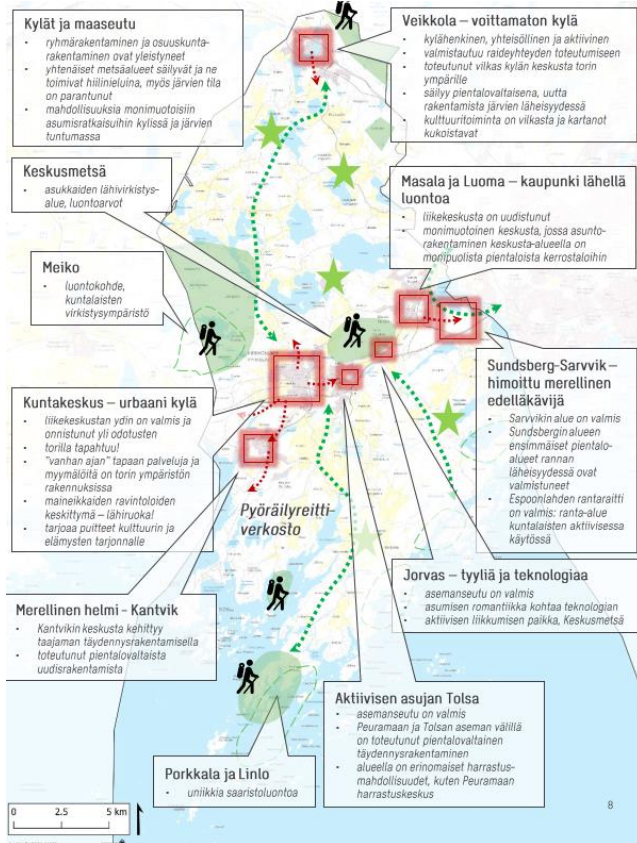 Kylät ja maaseutu
• ryhmärakentaminen ja osuuskunta-
rakentaminen ovat yleistyneet
• yhtenäiset metsäalueet säilyvät ja ne
toimivat hiilinieluina, myös järvien tila
on parantunut
• mahdollisuuksia monimuotoisiin
asumisratkaisuihin kylissä ja järvien
tuntumassa
Veikkola – voittamaton kylä
• kylähenkinen, yhteisöllinen ja aktiivinen
• valmistautuu raideyhteyden toteutumiseen
• toteutunut vilkas kylän keskusta torin
ympärille
• säilyy pientalovaltaisena, uutta
rakentamista järvien läheisyydessä
• kulttuuritoiminta on vilkasta ja kartanot
kukoistavat
Keskusmetsä
• asukkaiden lähivirkistys-
alue, luontoarvot
Masala ja Luoma – kaupunki lähellä
luontoa
• liikekeskusta on uudistunut
• monimuotoinen keskusta, jossa asunto-
rakentaminen keskusta-alueella on
monipuolista pientaloista kerrostaloihin
Meiko
• luontokohde,
kuntalaisten
virkistysympäristö
Sundsberg-Sarvvik –
himoittu merellinen
edelläkävijä
• Sarvvikin alue on valmis
• Sundsbergin alueen
ensimmäiset pientalo-
alueet rannan
läheisyydessä ovat
valmistuneet
• Espoonlahden rantaraitti
on valmis: ranta-alue
kuntalaisten aktiivisessa
käytössä
Kuntakeskus – urbaani kylä
• liikekeskustan ydin on valmis ja
onnistunut yli odotusten
• torilla tapahtuu!
• "vanhan ajan" tapaan palveluja ja
myymälöitä on torin ympäristön
rakennuksissa
• maineikkaiden ravintoloiden
keskittymä – lähiruoka!
• tarjoaa puitteet kulttuurin ja
elämysten tarjonnalle
Pyöräilyreitti-
verkosto
Jorvas – tyyliä ja teknologiaa
• asemanseutu on valmis
• asumisen romantiikka kohtaa teknologian
• aktiivisen liikkumisen paikka, Keskusmetsä
Merellinen helmi - Kantvik
• Kantvikin keskusta kehittyy
taajaman täydennysrakentamisella
• toteutunut pientalovaltaista
uudisrakentamista
Aktiivisen asujan Tolsa
• asemanseutu on valmis
• Peuramaan ja Tolsan aseman välillä
on toteutunut pientalovaltainen
täydennysrakentaminen
• alueella on erinomaiset harrastus-
mahdollisuudet, kuten Peuramaan
harrastuskeskus
Porkkala ja Linlo
• uniikkia saaristoluontoa
0 2.5 5 km
8